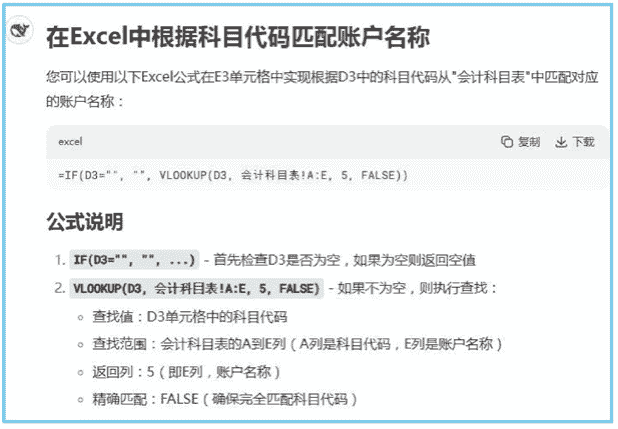 在Excel中根据科目代码匹配账户名称
您可以使用以下Excel公式在E3单元格中实现根据D3中的科目代码从"会计科目表"中匹配对应
的账户名称：
excel 复制 下载
=IF(D3="", "", VLOOKUP(D3, 会计科目表!A:E, 5, FALSE))
公式说明
1. IF(D3="", "", ...) - 首先检查D3是否为空，如果为空则返回空值
2. VLOOKUP(D3, 会计科目表!A:E, 5, FALSE) - 如果不为空，则执行查找：
查找值：D3单元格中的科目代码
查找范围：会计科目表的A到E列（A列是科目代码，E列是账户名称）
返回列：5（即E列，账户名称）
精确匹配：FALSE（确保完全匹配科目代码）